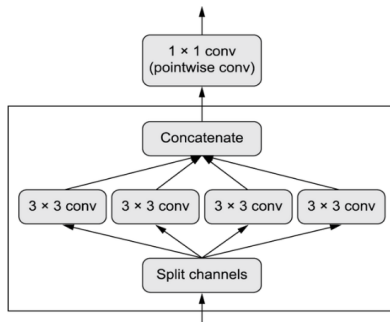 1 × 1 conv
(pointwise conv)
Concatenate
3 × 3 conv 3 × 3 conv 3 × 3 conv 3 × 3 conv
Split channels